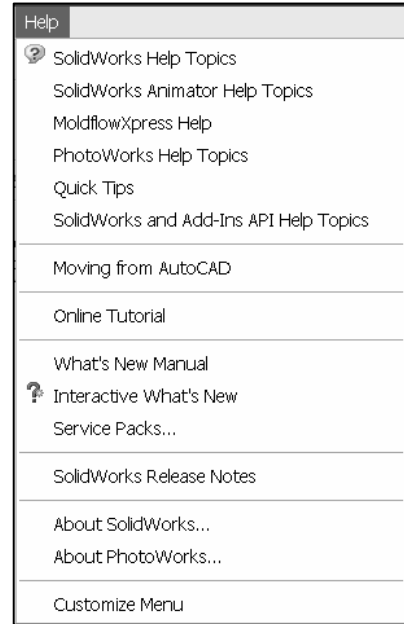 Help
SolidWorks Help Topics
SolidWorks Animator Help Topics
MoldflowXpress Help
PhotoWorks Help Topics
Quick Tips
SolidWorks and Add-Ins API Help Topics
Moving from AutoCAD
Online Tutorial
What's New Manual
Interactive What's New
Service Packs...
SolidWorks Release Notes
About SolidWorks...
About PhotoWorks...
Customize Menu